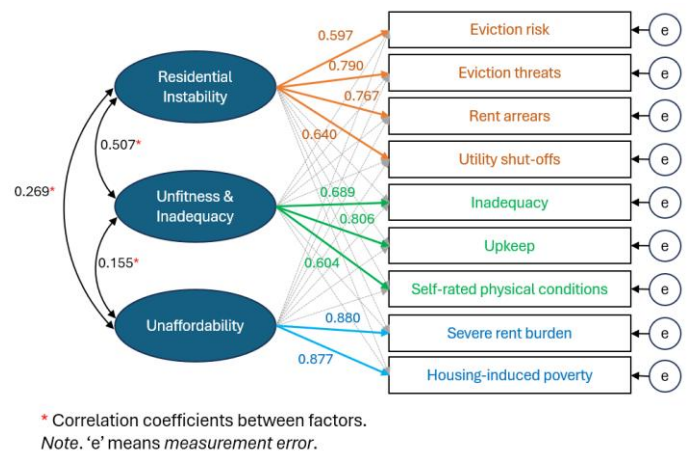 Residential
Instability
Unfitness &
Inadequacy
Unaffordability
0.269*
0.507*
0.155*
0.597
0.790
0.767
0.640
0.689
0.806
0.604
0.880
0.877
Eviction risk
Eviction threats
Rent arrears
Utility shut-offs
Inadequacy
Upkeep
Self-rated physical conditions
Severe rent burden
Housing-induced poverty
e
e
e
e
e
e
e
e
e
* Correlation coefficients between factors.
Note. ‘e’ means measurement error.